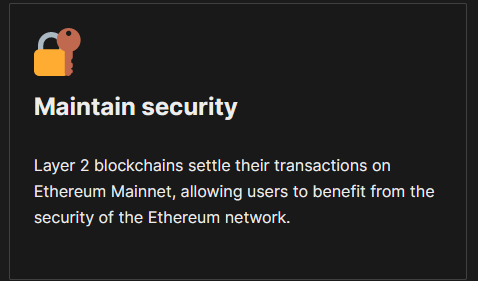 Maintain security
Layer 2 blockchains settle their transactions on
Ethereum Mainnet, allowing users to benefit from the
security of the Ethereum network.